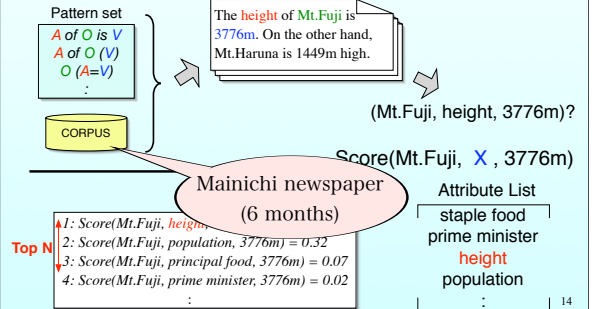 Pattern set
A of O is V
A of O (V)
O (A=V)
:
CORPUS
The height of Mt.Fuji is
3776m. On the other hand,
Mt.Haruna is 1449m high.
(Mt.Fuji, height, 3776m)?
Score(Mt.Fuji, X , 3776m)
Mainichi newspaper
(6 months)
Top N
1: Score(Mt.Fuji, height,
2: Score(Mt.Fuji, population, 3776m) = 0.32
3: Score(Mt.Fuji, principal food, 3776m) = 0.07
4: Score(Mt.Fuji, prime minister, 3776m) = 0.02
:
Attribute List
staple food
prime minister
height
population
:
14